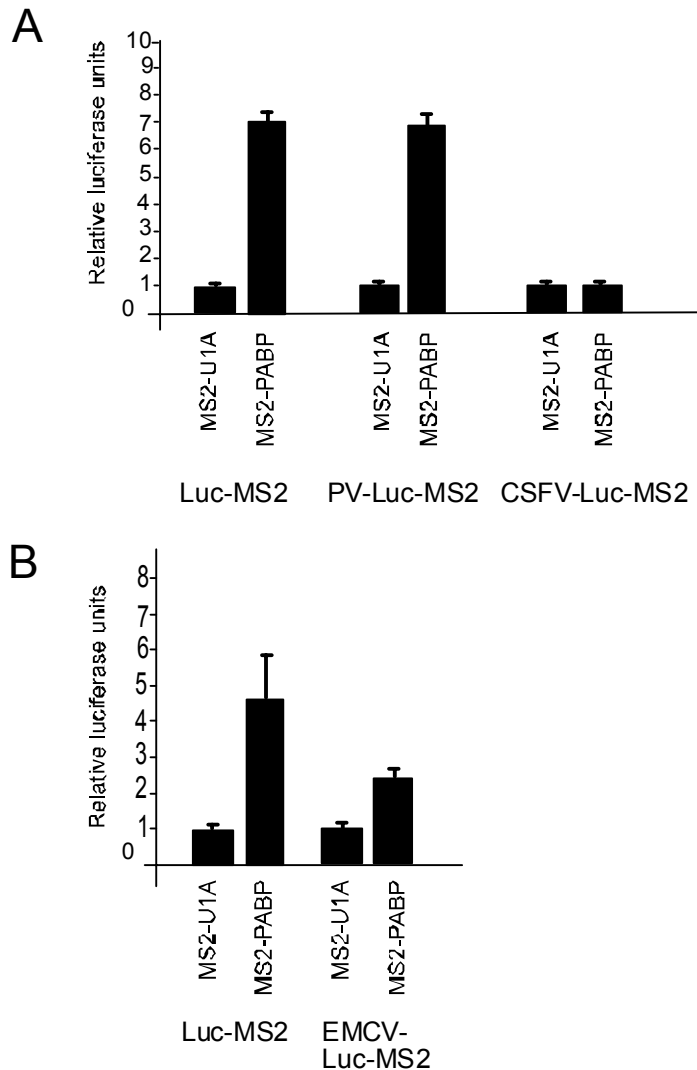 A
Relative luciferase units
10
9
8
7
6
5
4
3
2
1
0
MS2-U1A
MS2-PABP
MS2-U1A
MS2-PABP
MS2-U1A
MS2-PABP
Luc-MS2 PV-Luc-MS2 CSFV-Luc-MS2
B
Relative luciferase units
8
7
6
5
4
3
2
1
0
MS2-U1A
MS2-PABP
MS2-U1A
MS2-PABP
Luc-MS2 EMCV-
Luc-MS2